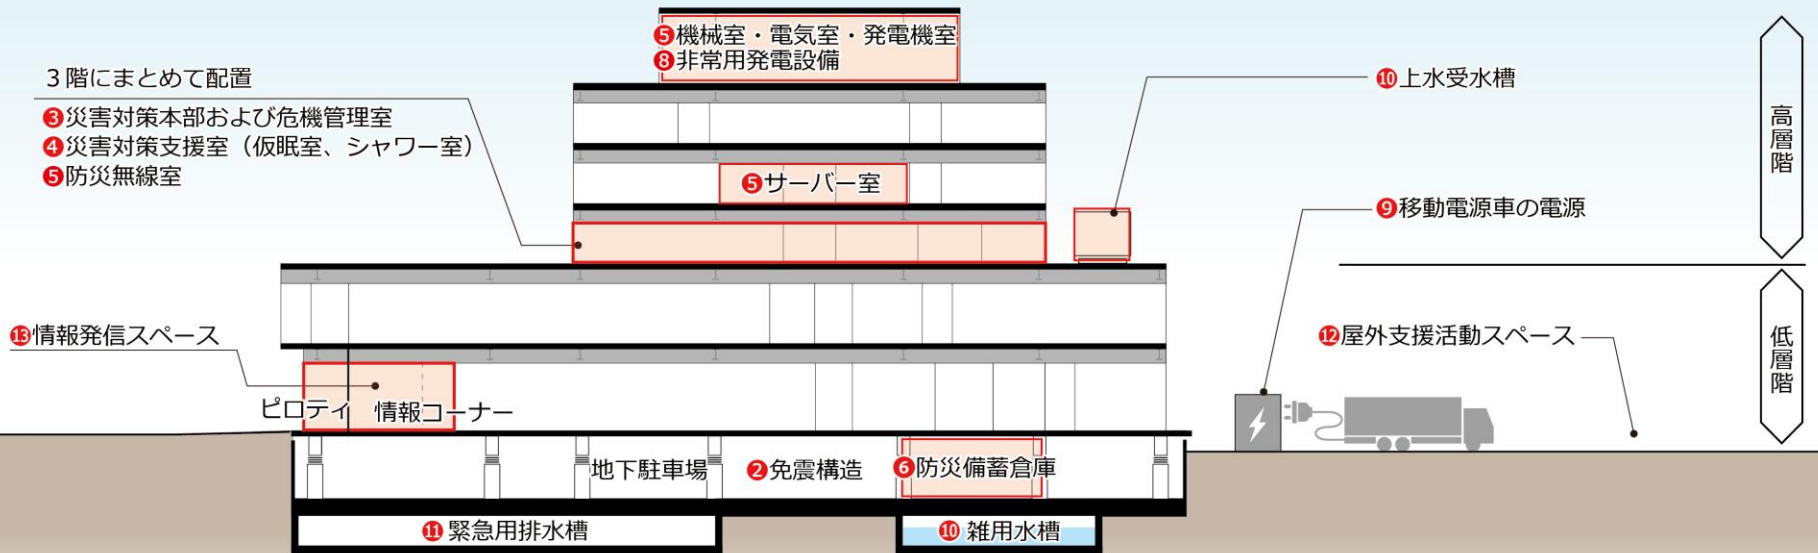 ❺機械室・電気室・発電機室
❽非常用発電設備
3階にまとめて配置
❸災害対策本部および危機管理室
❹災害対策支援室(仮眠室、シャワー室)
❺防災無線室
❿上水受水槽
高層階
❺サーバー室
❾移動電源車の電源
⓭情報発信スペース
⓬屋外支援活動スペース
低層階
ピロティ
情報コーナー
地下駐車場
❷免震構造
❻防災備蓄倉庫
⓫緊急用排水槽
❿雑用水槽